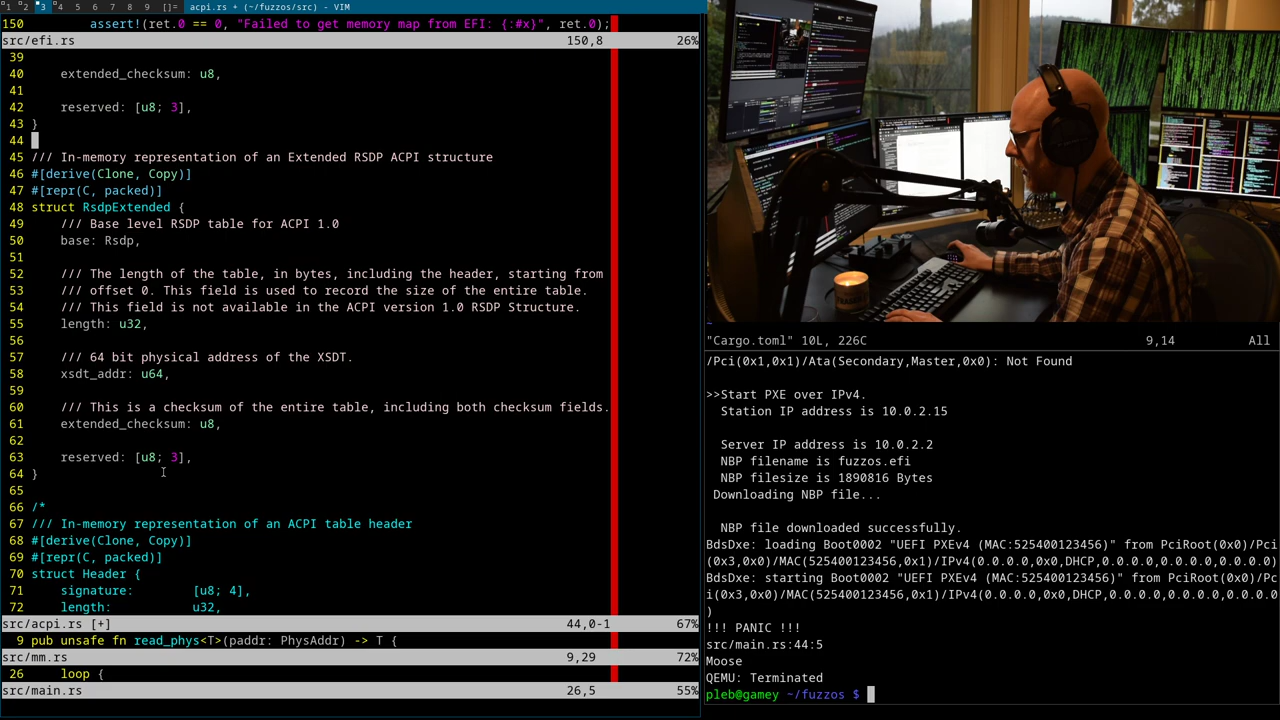 1 2 3 4 5 6 7 8 9 []= acpi.rs + (~/fuzzos/src) - VIM
150         assert!(ret.0 == 0, "Failed to get memory map from EFI: {:#x}", ret.0);
src/efi.rs 150,8 26%
39
40     extended_checksum: u8,
41
42     reserved: [u8; 3],
43 }
44
45 /// In-memory representation of an Extended RSDP ACPI structure
46 #[derive(Clone, Copy)]
47 #[repr(C, packed)]
48 struct RsdpExtended {
49     /// Base level RSDP table for ACPI 1.0
50     base: Rsdp,
51
52     /// The length of the table, in bytes, including the header, starting from
53     /// offset 0. This field is used to record the size of the entire table.
54     /// This field is not available in the ACPI version 1.0 RSDP Structure.
55     length: u32,
56
57     /// 64 bit physical address of the XSDT.
58     xsdt_addr: u64,
59
60     /// This is a checksum of the entire table, including both checksum fields.
61     extended_checksum: u8,
62
63     reserved: [u8; 3],
64 }
65
66 /*
67 /// In-memory representation of an ACPI table header
68 #[derive(Clone, Copy)]
69 #[repr(C, packed)]
70 struct Header {
71     signature:        [u8; 4],
72     length:           u32,
src/acpi.rs [+] 44,0-1 67%
9 pub unsafe fn read_phys<T>(paddr: PhysAddr) -> T {
src/mm.rs 9,29 72%
26     loop {
src/main.rs 26,5 55%
~
"Cargo.toml" 10L, 226C 9,14 All
/Pci(0x1,0x1)/Ata(Secondary,Master,0x0): Not Found
>>Start PXE over IPv4.
  Station IP address is 10.0.2.15
  Server IP address is 10.0.2.2
  NBP filename is fuzzos.efi
  NBP filesize is 1890816 Bytes
 Downloading NBP file...
  NBP file downloaded successfully.
BdsDxe: loading Boot0002 "UEFI PXEv4 (MAC:525400123456)" from PciRoot(0x0)/Pci
(0x3,0x0)/MAC(525400123456,0x1)/IPv4(0.0.0.0,0x0,DHCP,0.0.0.0,0.0.0.0,0.0.0.0)
BdsDxe: starting Boot0002 "UEFI PXEv4 (MAC:525400123456)" from PciRoot(0x0)/Pc
i(0x3,0x0)/MAC(525400123456,0x1)/IPv4(0.0.0.0,0x0,DHCP,0.0.0.0,0.0.0.0,0.0.0.0
)
!!! PANIC !!!
src/main.rs:44:5
Moose
QEMU: Terminated
pleb@gamey ~/fuzzos $